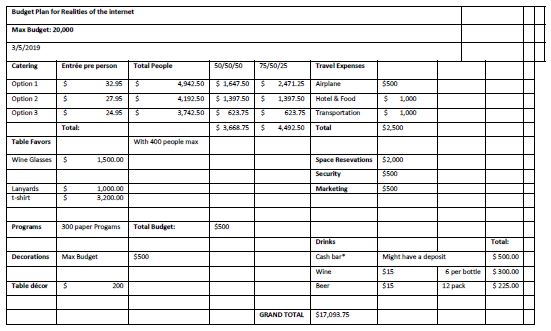 Budget Plan for Realities of the Internet
Max Budget: 20,000
3/5/2019
Catering Entrée per person Total People 50/50/50 75/50/25 Travel Expenses
Option 1 $ 32.95 4,942.50 $ 1,647.50 $ 2,471.25 Airplane $500
Option 2 $ 27.95 4,192.50 $ 1,397.50 $ 1,397.50 Hotel & Food $ 1,000
Option 3 $ 24.95 3,742.50 $ 623.75 $ 623.75 Transportation $ 1,000
Total: $ 3,668.75 $ 4,492.50 Total $2,500
Table Favors With 400 people max
Wine Glasses $ 1,500.00 Space Resevations $2,000
Security $500
Lanyards $ 1,000.00 Marketing $500
t-shirt $ 3,200.00
Programs 300 paper Progams Total Budget: $500
Drinks Total:
Decorations Max Budget $500 Cash bar* Might have a deposit $ 500.00
Wine $15 6 per bottle $ 300.00
Table décor $ 200 Beer $15 12 pack $ 225.00
GRAND TOTAL $17,093.75